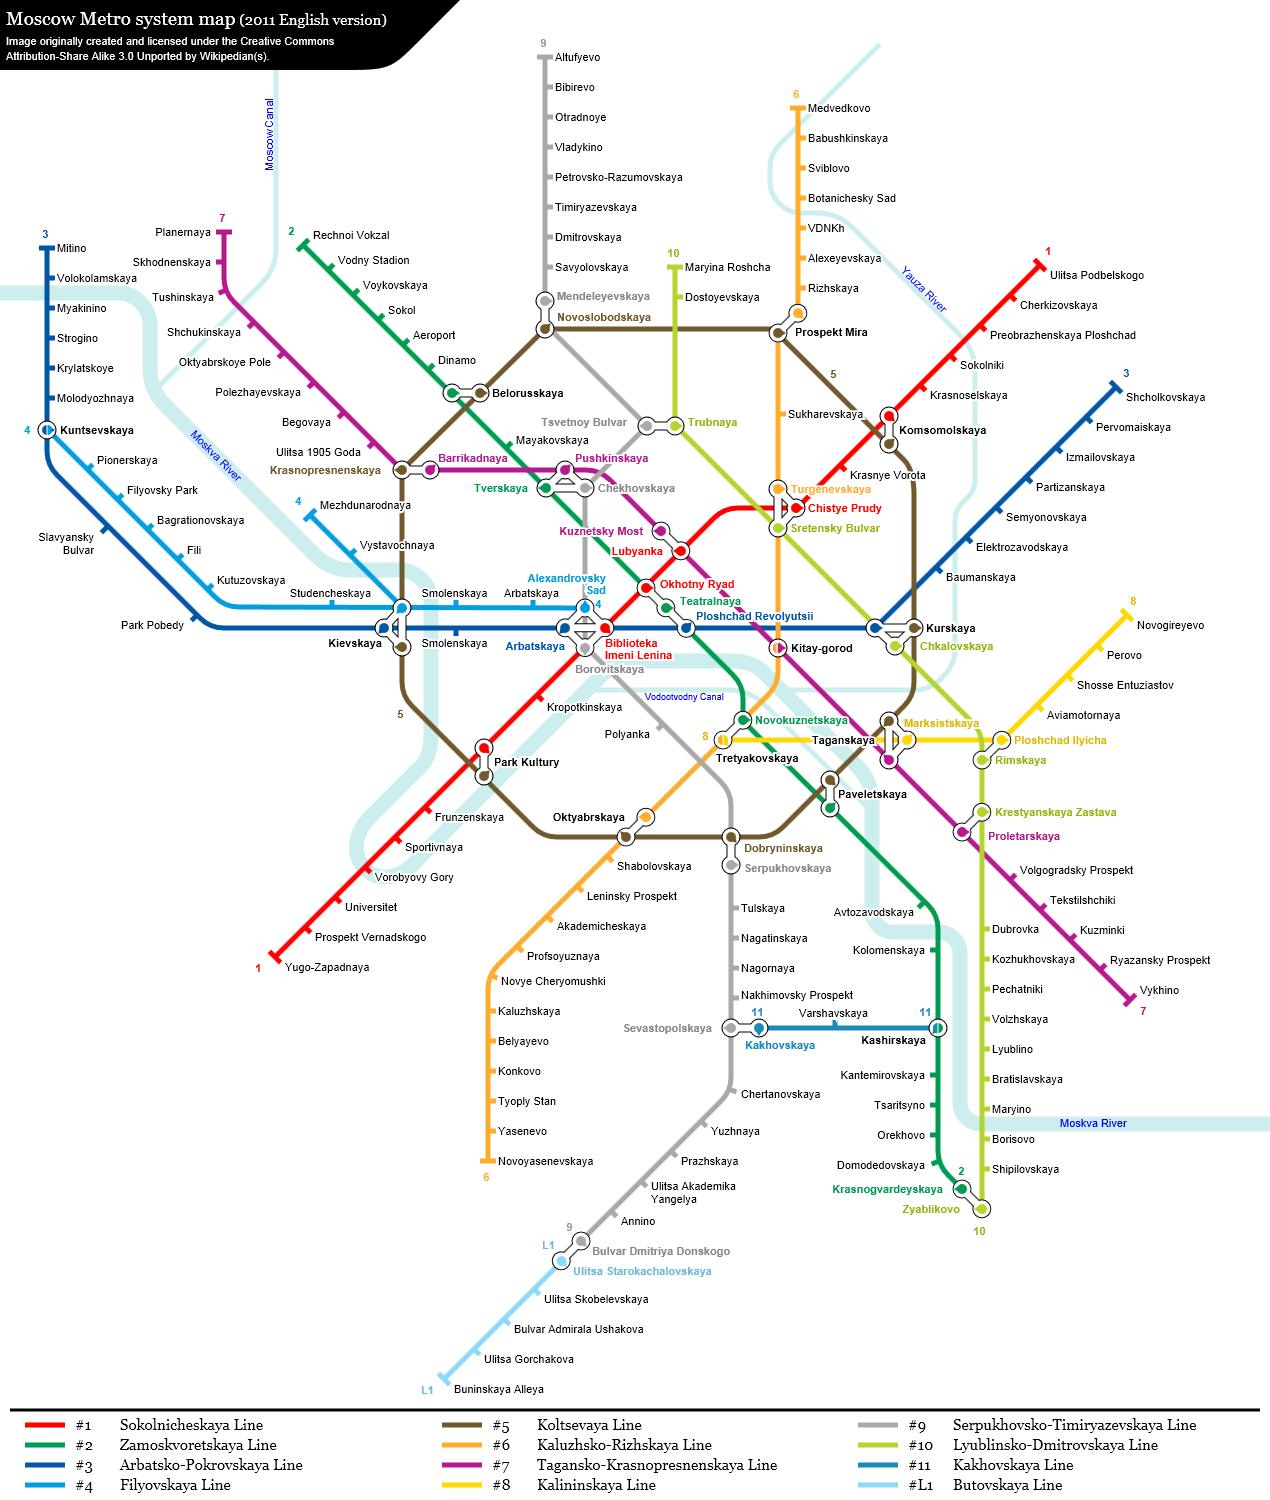 Moscow Metro system map (2011 English version)
Image originally created and licensed under the Creative Commons
Attribution-Share Alike 3.0 Unported by Wikipedian(s).
9
Altufyevo
Bibirevo
Otradnoye
Vladykino
Petrovsko-Razumovskaya
Timiryazevskaya
Dmitrovskaya
Savyolovskaya
Mendeleyevskaya
Novoslobodskaya
6
Medvedkovo
Babushkinskaya
Sviblovo
Botanichesky Sad
VDNKh
Alexeyevskaya
Rizhskaya
Prospekt Mira
Moscow Canal
Yauza River
3
Mitino
Volokolamskaya
Myakinino
Strogino
Krylatskoye
Molodyozhnaya
4
Kuntsevskaya
7
Planernaya
Skhodnenskaya
Tushinskaya
Shchukinskaya
Oktyabrskoye Pole
Polezhayevskaya
Begovaya
Ulitsa 1905 Goda
Krasnopresnenskaya
Barrikadnaya
2
Rechnoi Vokzal
Vodny Stadion
Voykovskaya
Sokol
Aeroport
Dinamo
Belorusskaya
Mayakovskaya
10
Maryina Roshcha
Dostoyevskaya
Tsvetnoy Bulvar
Trubnaya
1
Ulitsa Podbelskogo
Cherkizovskaya
Preobrazhenskaya Ploshchad
Sokolniki
Krasnoselskaya
Komsomolskaya
Krasnye Vorota
5
3
Shcholkovskaya
Pervomaiskaya
Izmailovskaya
Partizanskaya
Semyonovskaya
Elektrozavodskaya
Baumanskaya
Sukharevskaya
Moskva River
Pushkinskaya
Tverskaya
Chekhovskaya
Turgenevskaya
Chistye Prudy
Sretensky Bulvar
Kuznetsky Most
Lubyanka
Okhotny Ryad
Teatralnaya
Ploshchad Revolyutsii
Pionerskaya
Filyovsky Park
Bagrationovskaya
Fili
Kutuzovskaya
Studencheskaya
Slavyansky
Bulvar
Park Pobedy
4
Mezhdunarodnaya
Vystavochnaya
Smolenskaya
Arbatskaya
Alexandrovsky
Sad
4
Kievskaya
Smolenskaya
Arbatskaya
Biblioteka
Imeni Lenina
Borovitskaya
Kitay-gorod
Kurskaya
Chkalovskaya
8
Novogireyevo
Perovo
Shosse Entuziastov
Aviamotornaya
Ploshchad Ilyicha
Rimskaya
5
Kropotkinskaya
Polyanka
Vodootvodny Canal
Novokuznetskaya
8
Tretyakovskaya
Taganskaya
Marksistskaya
Park Kultury
Paveletskaya
Krestyanskaya Zastava
Proletarskaya
Oktyabrskaya
Dobryninskaya
Serpukhovskaya
Frunzenskaya
Sportivnaya
Vorobyovy Gory
Universitet
Prospekt Vernadskogo
Yugo-Zapadnaya
1
Shabolovskaya
Leninsky Prospekt
Akademicheskaya
Profsoyuznaya
Novye Cheryomushki
Kaluzhskaya
Belyayevo
Konkovo
Tyoply Stan
Yasenevo
Novoyasenevskaya
6
Tulskaya
Nagatinskaya
Nagornaya
Nakhimovsky Prospekt
Sevastopolskaya
11
Kakhovskaya
Varshavskaya
11
Kashirskaya
Avtozavodskaya
Kolomenskaya
Kantemirovskaya
Tsaritsyno
Orekhovo
Domodedovskaya
2
Krasnogvardeyskaya
Zyablikovo
10
Volgogradsky Prospekt
Tekstilshchiki
Kuzminki
Ryazansky Prospekt
Vykhino
7
Dubrovka
Kozhukhovskaya
Pechatniki
Volzhskaya
Lyublino
Bratislavskaya
Maryino
Borisovo
Shipilovskaya
Moskva River
Chertanovskaya
Yuzhnaya
Prazhskaya
Ulitsa Akademika
Yangelya
Annino
9
Bulvar Dmitriya Donskogo
L1
Ulitsa Starokachalovskaya
Ulitsa Skobelevskaya
Bulvar Admirala Ushakova
Ulitsa Gorchakova
Buninskaya Alleya
L1
#1 Sokolnicheskaya Line
#2 Zamoskvoretskaya Line
#3 Arbatsko-Pokrovskaya Line
#4 Filyovskaya Line
#5 Koltsevaya Line
#6 Kaluzhsko-Rizhskaya Line
#7 Tagansko-Krasnopresnenskaya Line
#8 Kalininskaya Line
#9 Serpukhovsko-Timiryazevskaya Line
#10 Lyublinsko-Dmitrovskaya Line
#11 Kakhovskaya Line
#L1 Butovskaya Line